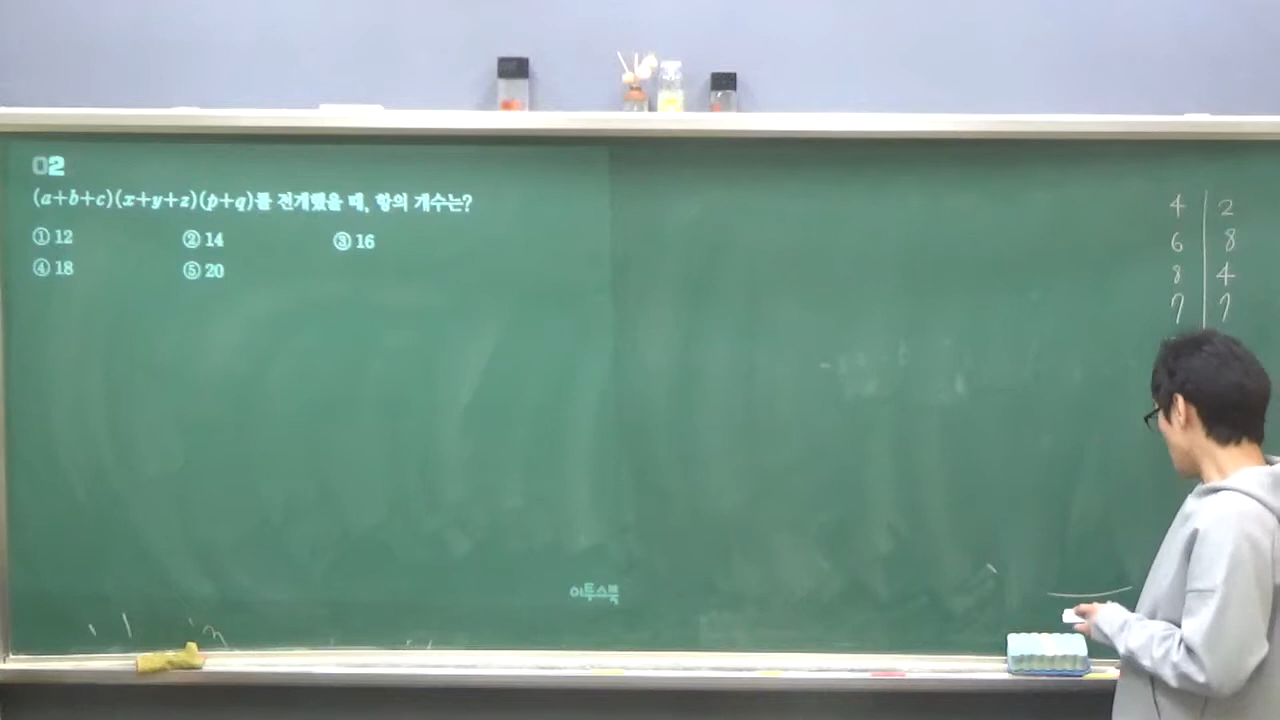 02
(a+b+c)(x+y+z)(p+q)를 전개했을 때, 항의 개수는?
① 12 ② 14 ③ 16
④ 18 ⑤ 20
4 2
6 8
8 4
7 7
이투스북